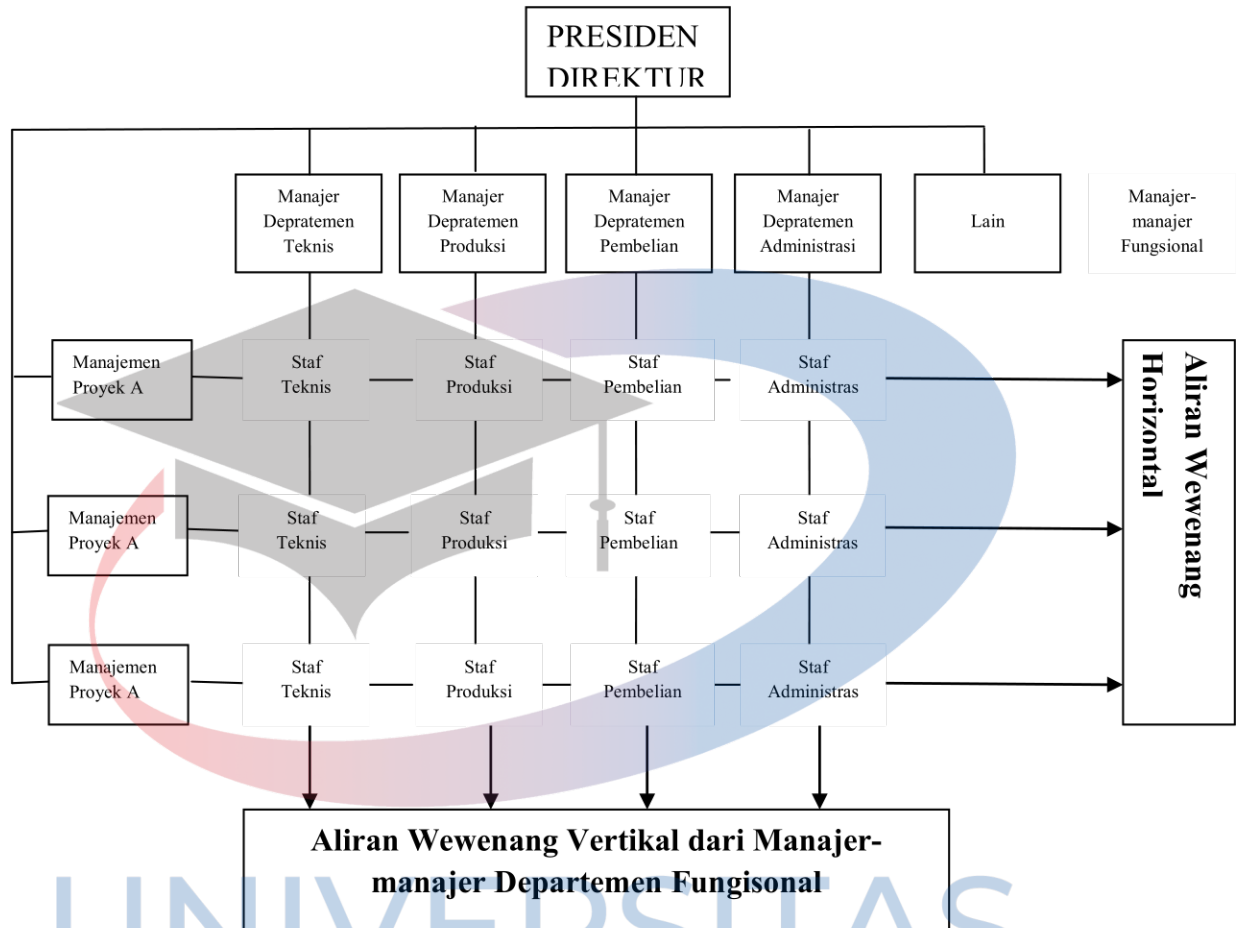 PRESIDEN
DIREKTUR
Manajer
Depratemen
Teknis
Manajer
Depratemen
Produksi
Manajer
Depratemen
Pembelian
Manajer
Depratemen
Administrasi
Lain
Manajer-
manajer
Fungsional
Manajemen
Proyek A
Staf
Teknis
Staf
Produksi
Staf
Pembelian
Staf
Administras
Aliran Wewenang
Horizontal
Manajemen
Proyek A
Staf
Teknis
Staf
Produksi
Staf
Pembelian
Staf
Administras
Manajemen
Proyek A
Staf
Teknis
Staf
Produksi
Staf
Pembelian
Staf
Administras
Aliran Wewenang Vertikal dari Manajer-
manajer Departemen Fungisonal
UNIVERSITAS